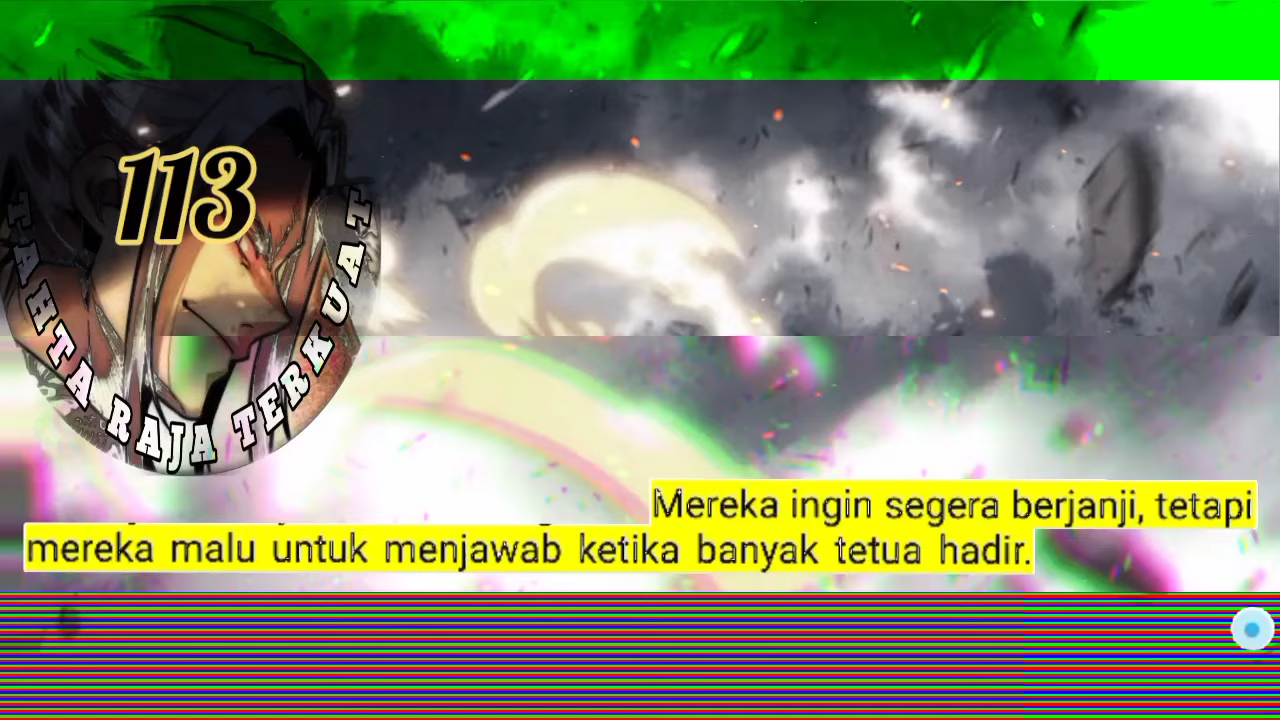 113
TAHTA RAJA TERKUAT
Mereka ingin segera berjanji, tetapi
mereka malu untuk menjawab ketika banyak tetua hadir.